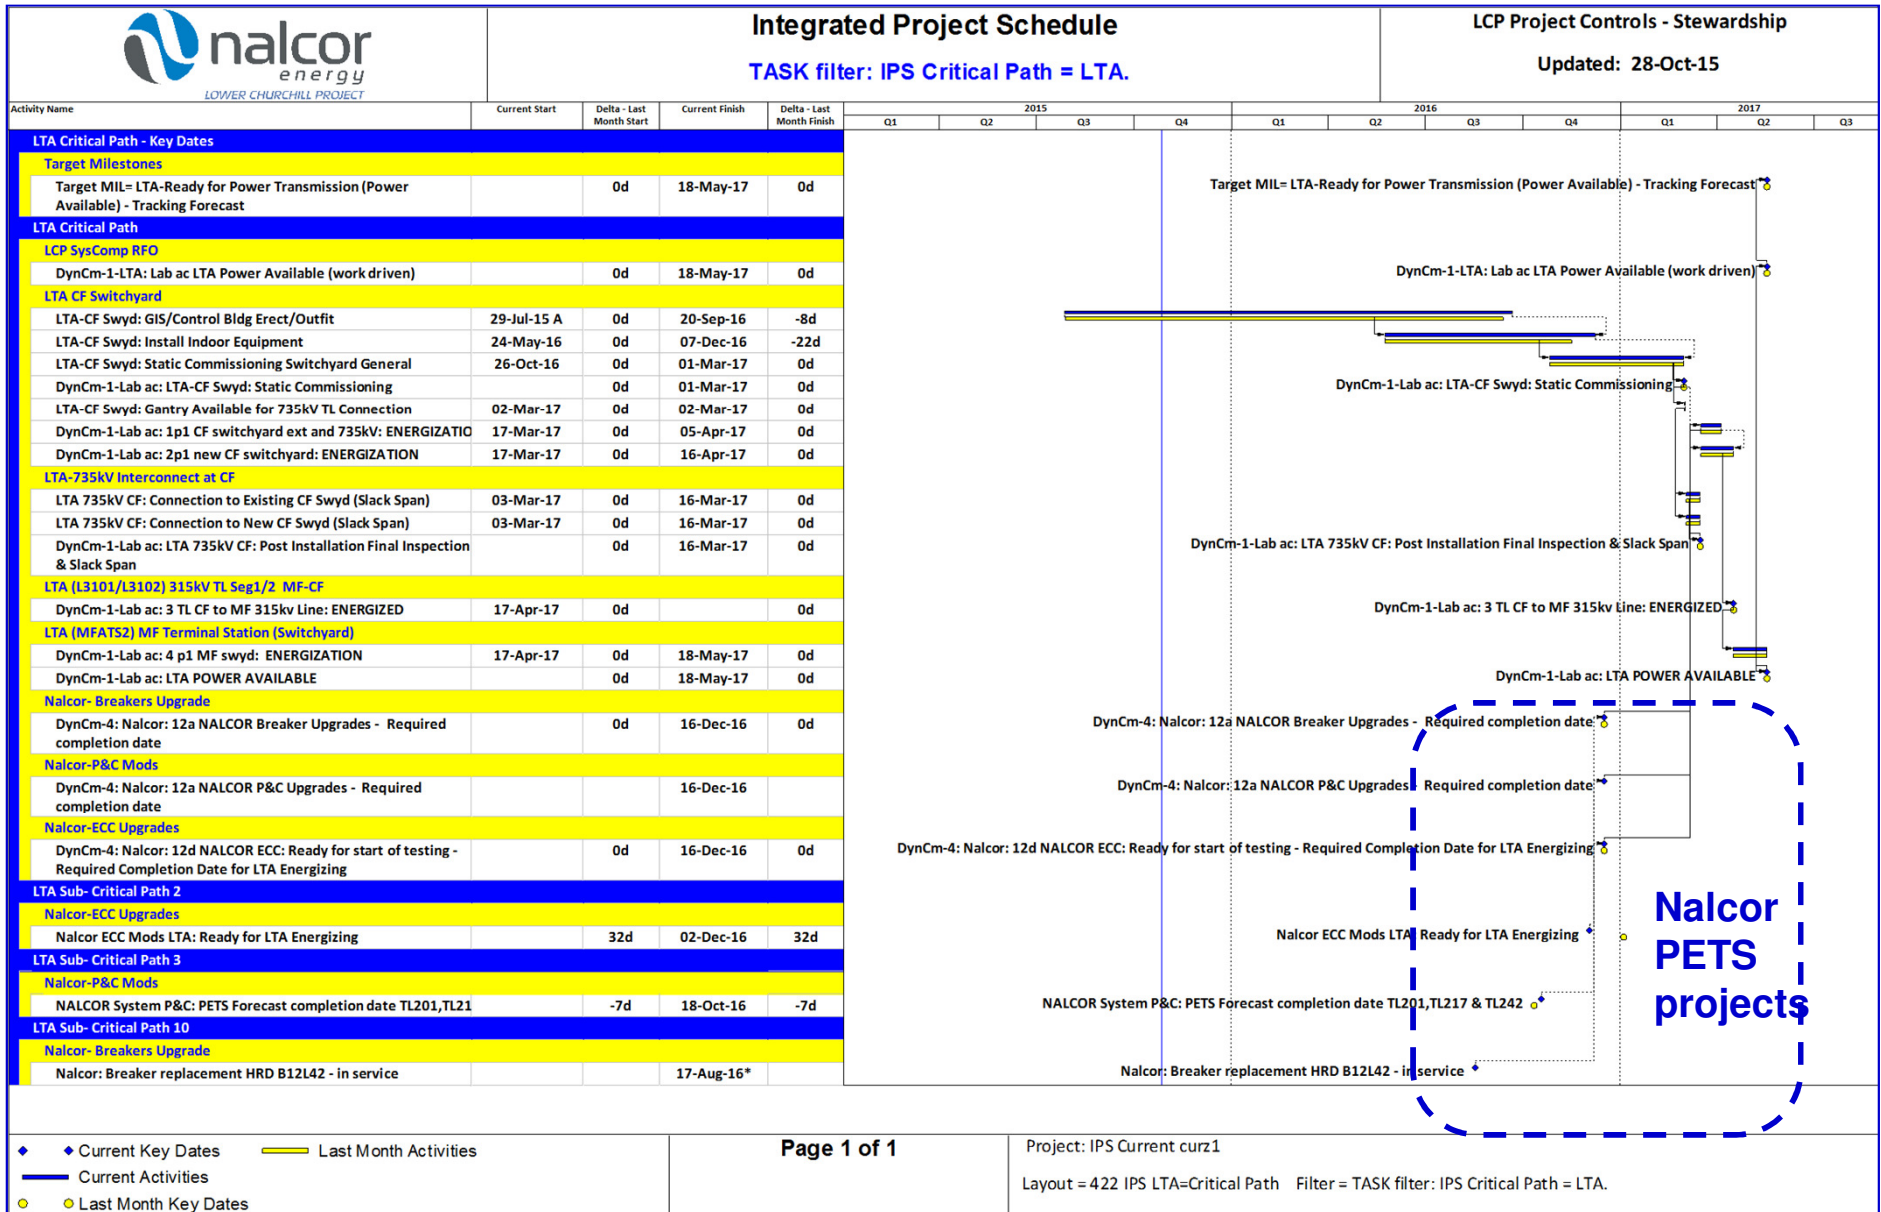 nalcor
energy
LOWER CHURCHILL PROJECT
Integrated Project Schedule
TASK filter: IPS Critical Path = LTA.
LCP Project Controls - Stewardship
Updated: 28-Oct-15
Activity Name Current Start Delta - Last Month Start Current Finish Delta - Last Month Finish
2015 2016 2017
Q1 Q2 Q3 Q4 Q1 Q2 Q3 Q4 Q1 Q2 Q3
LTA Critical Path - Key Dates
Target Milestones
Target MIL= LTA-Ready for Power Transmission (Power 0d 18-May-17 0d
Available) - Tracking Forecast
Target MIL= LTA-Ready for Power Transmission (Power Available) - Tracking Forecast
LTA Critical Path
LCP SysComp RFO
DynCm-1-LTA: Lab ac LTA Power Available (work driven) 0d 18-May-17 0d
DynCm-1-LTA: Lab ac LTA Power Available (work driven)
LTA CF Switchyard
LTA-CF Swyd: GIS/Control Bldg Erect/Outfit 29-Jul-15 A 0d 20-Sep-16 -8d
LTA-CF Swyd: Install Indoor Equipment 24-May-16 0d 07-Dec-16 -22d
LTA-CF Swyd: Static Commissioning Switchyard General 26-Oct-16 0d 01-Mar-17 0d
DynCm-1-Lab ac: LTA-CF Swyd: Static Commissioning 0d 01-Mar-17 0d
DynCm-1-Lab ac: LTA-CF Swyd: Static Commissioning
LTA-CF Swyd: Gantry Available for 735kV TL Connection 02-Mar-17 0d 02-Mar-17 0d
DynCm-1-Lab ac: 1p1 CF switchyard ext and 735kV: ENERGIZATIO 17-Mar-17 0d 05-Apr-17 0d
DynCm-1-Lab ac: 2p1 new CF switchyard: ENERGIZATION 17-Mar-17 0d 16-Apr-17 0d
LTA-735kV Interconnect at CF
LTA 735kV CF: Connection to Existing CF Swyd (Slack Span) 03-Mar-17 0d 16-Mar-17 0d
LTA 735kV CF: Connection to New CF Swyd (Slack Span) 03-Mar-17 0d 16-Mar-17 0d
DynCm-1-Lab ac: LTA 735kV CF: Post Installation Final Inspection 0d 16-Mar-17 0d
& Slack Span
DynCm-1-Lab ac: LTA 735kV CF: Post Installation Final Inspection & Slack Span
LTA (L3101/L3102) 315kV TL Seg1/2 MF-CF
DynCm-1-Lab ac: 3 TL CF to MF 315kv Line: ENERGIZED 17-Apr-17 0d 0d
DynCm-1-Lab ac: 3 TL CF to MF 315kv Line: ENERGIZED
LTA (MFATS2) MF Terminal Station (Switchyard)
DynCm-1-Lab ac: 4 p1 MF swyd: ENERGIZATION 17-Apr-17 0d 18-May-17 0d
DynCm-1-Lab ac: LTA POWER AVAILABLE 0d 18-May-17 0d
DynCm-1-Lab ac: LTA POWER AVAILABLE
Nalcor- Breakers Upgrade
DynCm-4: Nalcor: 12a NALCOR Breaker Upgrades - Required 0d 16-Dec-16 0d
completion date
DynCm-4: Nalcor: 12a NALCOR Breaker Upgrades - Required completion date
Nalcor-P&C Mods
DynCm-4: Nalcor: 12a NALCOR P&C Upgrades - Required 16-Dec-16
completion date
DynCm-4: Nalcor: 12a NALCOR P&C Upgrades - Required completion date
Nalcor-ECC Upgrades
DynCm-4: Nalcor: 12d NALCOR ECC: Ready for start of testing - 0d 16-Dec-16 0d
Required Completion Date for LTA Energizing
DynCm-4: Nalcor: 12d NALCOR ECC: Ready for start of testing - Required Completion Date for LTA Energizing
LTA Sub- Critical Path 2
Nalcor-ECC Upgrades
Nalcor ECC Mods LTA: Ready for LTA Energizing 32d 02-Dec-16 32d
Nalcor ECC Mods LTA: Ready for LTA Energizing
LTA Sub- Critical Path 3
Nalcor-P&C Mods
NALCOR System P&C: PETS Forecast completion date TL201,TL21 -7d 18-Oct-16 -7d
NALCOR System P&C: PETS Forecast completion date TL201,TL217 & TL242
LTA Sub- Critical Path 10
Nalcor- Breakers Upgrade
Nalcor: Breaker replacement HRD B12L42 - in service 17-Aug-16*
Nalcor: Breaker replacement HRD B12L42 - in service
Nalcor
PETS
projects
Current Key Dates
Last Month Activities
Current Activities
Last Month Key Dates
Page 1 of 1
Project: IPS Current curz1
Layout = 422 IPS LTA=Critical Path Filter = TASK filter: IPS Critical Path = LTA.